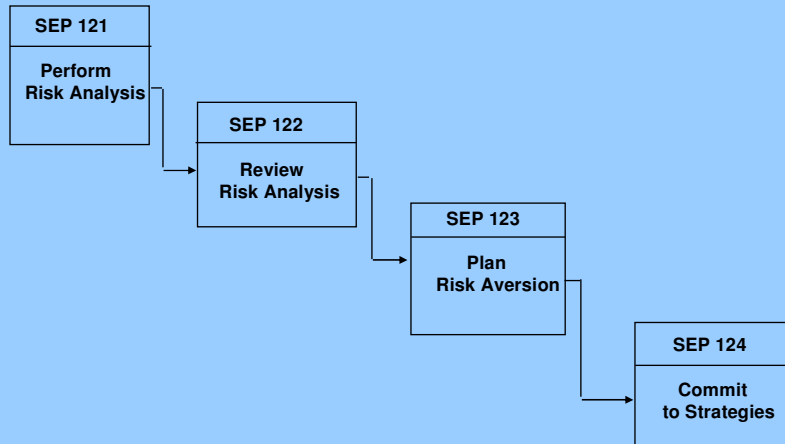 SEP 121
Perform
Risk Analysis
SEP 122
Review
Risk Analysis
SEP 123
Plan
Risk Aversion
SEP 124
Commit
to Strategies